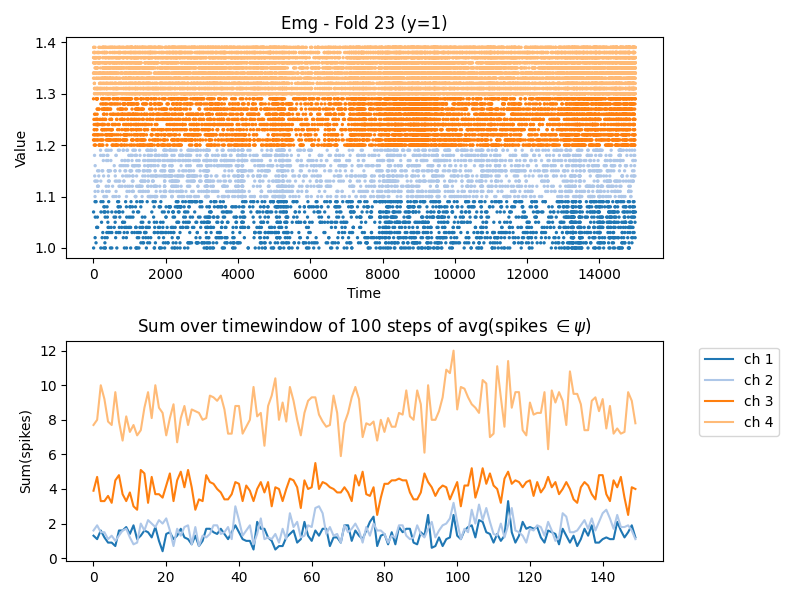 Emg - Fold 23 (y=1)
Value
1.4
1.3
1.2
1.1
1.0
0 2000 4000 6000 8000 10000 12000 14000
Time
Sum over timewindow of 100 steps of avg(spikes ∈ ψ)
Sum(spikes)
12
10
8
6
4
2
0
0 20 40 60 80 100 120 140
ch 1
ch 2
ch 3
ch 4